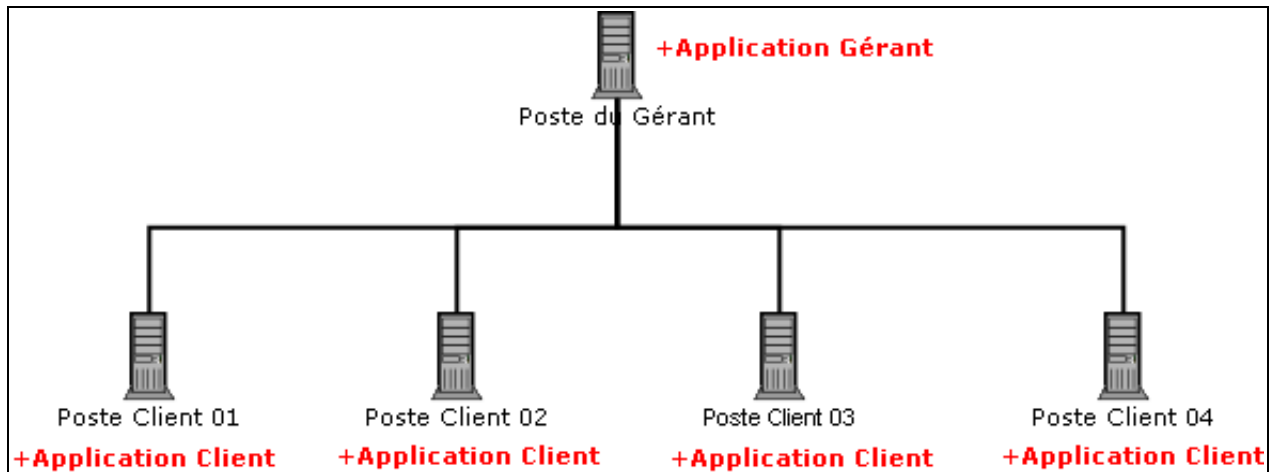 +Application Gérant
Poste du Gérant
Poste Client 01
Poste Client 02
Poste Client 03
Poste Client 04
+Application Client
+Application Client
+Application Client
+Application Client